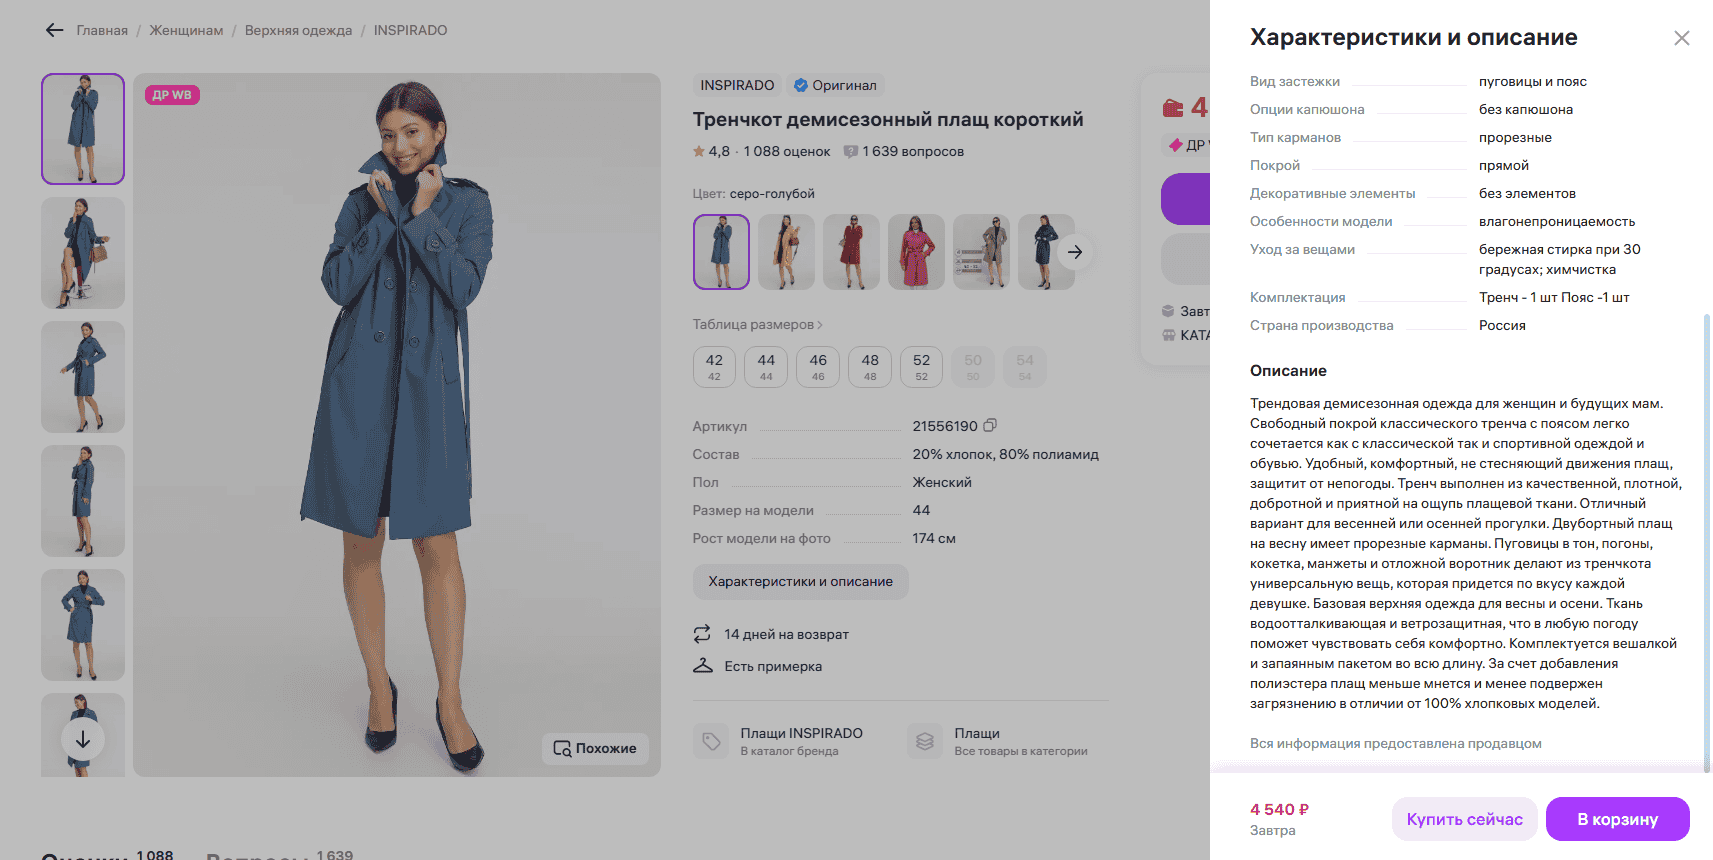 Главная / Женщинам / Верхняя одежда / INSPIRADO
ДР WB
Похожие
INSPIRADO
Оригинал
Тренчкот демисезонный плащ короткий
4,8 · 1 088 оценок 1 639 вопросов
Цвет: серо-голубой
Таблица размеров
42 44 46 48 52 50 54
42 44 46 48 52 50 54
Артикул 21556190
Состав 20% хлопок, 80% полиамид
Пол Женский
Размер на модели 44
Рост модели на фото 174 см
Характеристики и описание
14 дней на возврат
Есть примерка
Плащи INSPIRADO
В каталог бренда
Плащи
Все товары в категории
Оценки 1 088 Вопросы 1 639
4
ДР
Завт
КАТА
Характеристики и описание
Вид застежки пуговицы и пояс
Опции капюшона без капюшона
Тип карманов прорезные
Покрой прямой
Декоративные элементы без элементов
Особенности модели влагонепроницаемость
Уход за вещами бережная стирка при 30
градусах; химчистка
Комплектация Тренч - 1 шт Пояс -1 шт
Страна производства Россия
Описание
Трендовая демисезонная одежда для женщин и будущих мам.
Свободный покрой классического тренча с поясом легко
сочетается как с классической так и спортивной одеждой и
обувью. Удобный, комфортный, не стесняющий движения плащ,
защитит от непогоды. Тренч выполнен из качественной, плотной,
добротной и приятной на ощупь плащевой ткани. Отличный
вариант для весенней или осенней прогулки. Двубортный плащ
на весну имеет прорезные карманы. Пуговицы в тон, погоны,
кокетка, манжеты и отложной воротник делают из тренчкота
универсальную вещь, которая придется по вкусу каждой
девушке. Базовая верхняя одежда для весны и осени. Ткань
водоотталкивающая и ветрозащитная, что в любую погоду
поможет чувствовать себя комфортно. Комплектуется вешалкой
и запаянным пакетом во всю длину. За счет добавления
полиэстера плащ меньше мнется и менее подвержен
загрязнению в отличии от 100% хлопковых моделей.
Вся информация предоставлена продавцом
4 540 ₽
Завтра
Купить сейчас
В корзину